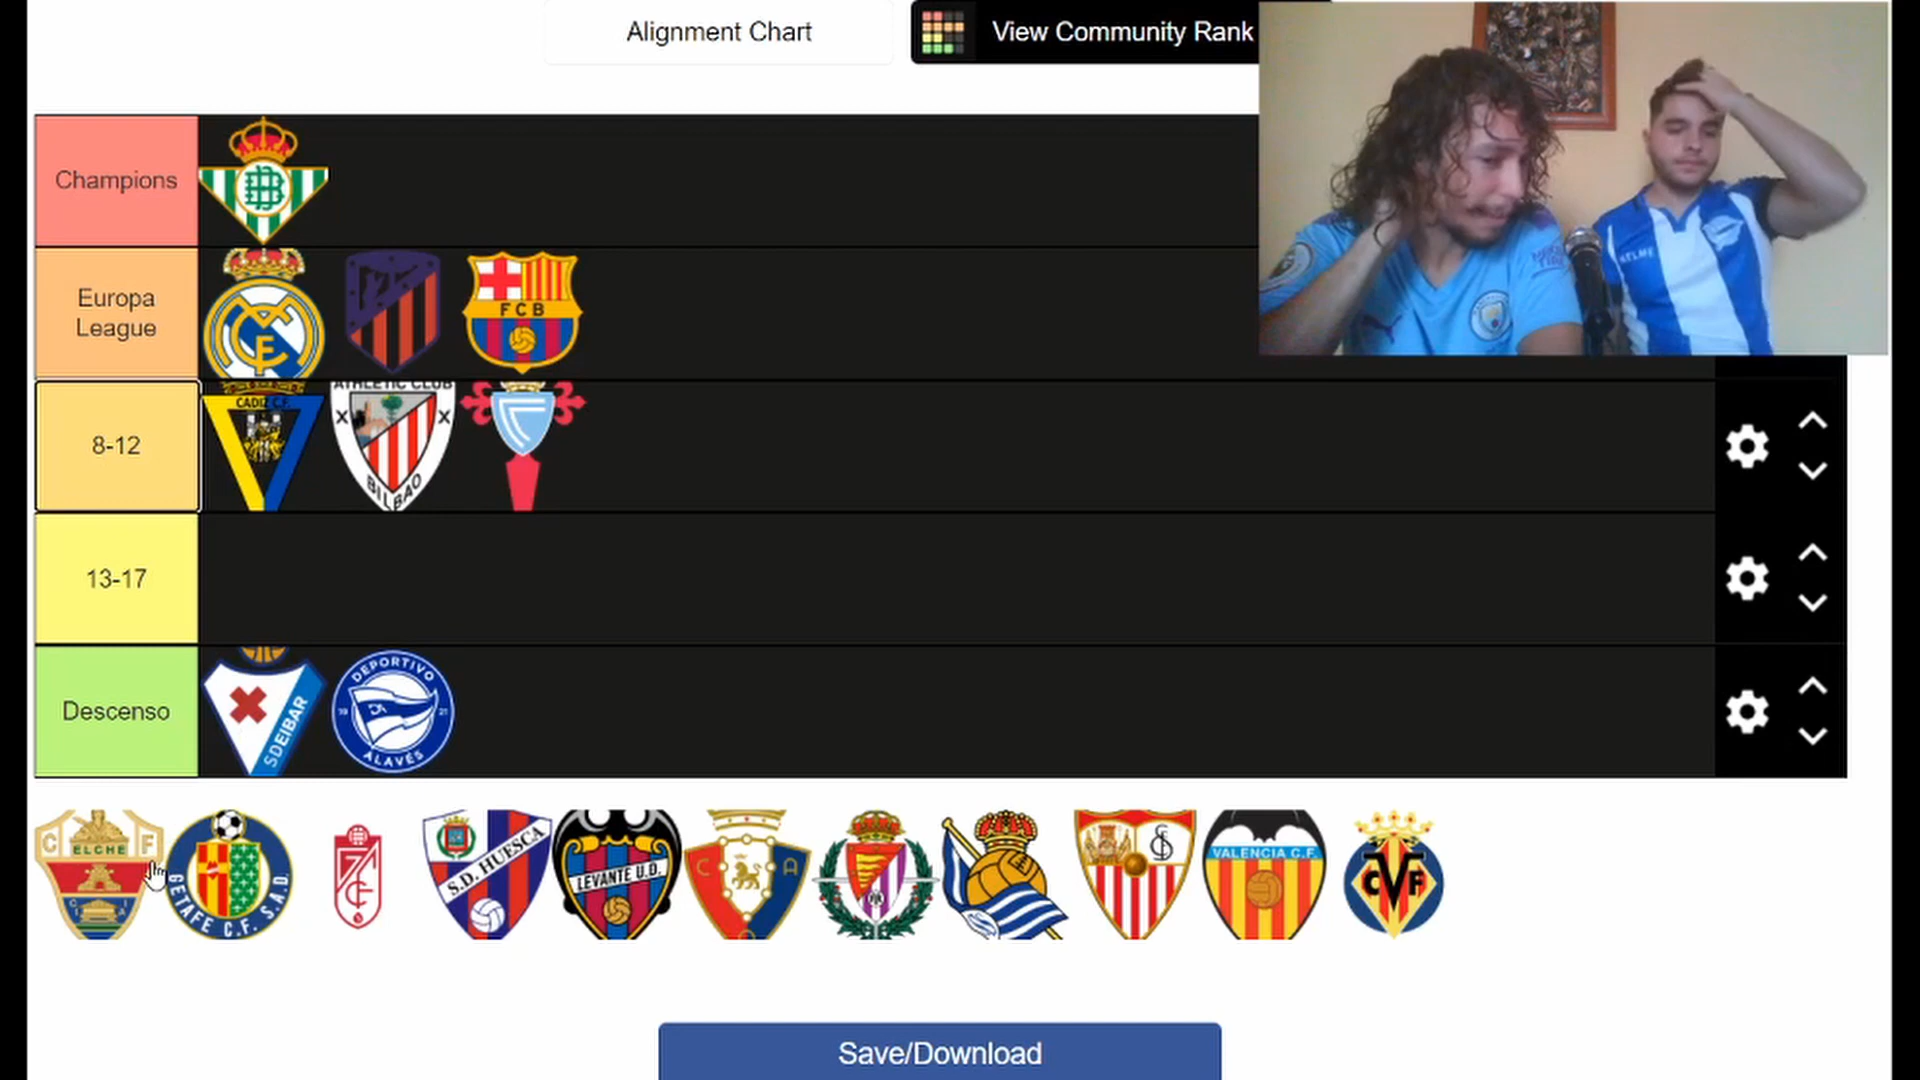 Alignment Chart
View Community Rank
Champions
Europa
League
FCB
8-12
CADIZ C.F.
ATHLETIC CLUB
BILBAO
13-17
Descenso
SDEIBAR
DEPORTIVO
ALAVÉS
C F
ELCHE
GETAFE C.F. S.A.D.
S.D. HUESCA
LEVANTE U.D.
C A
VALENCIA C.F.
CVF
Save/Download